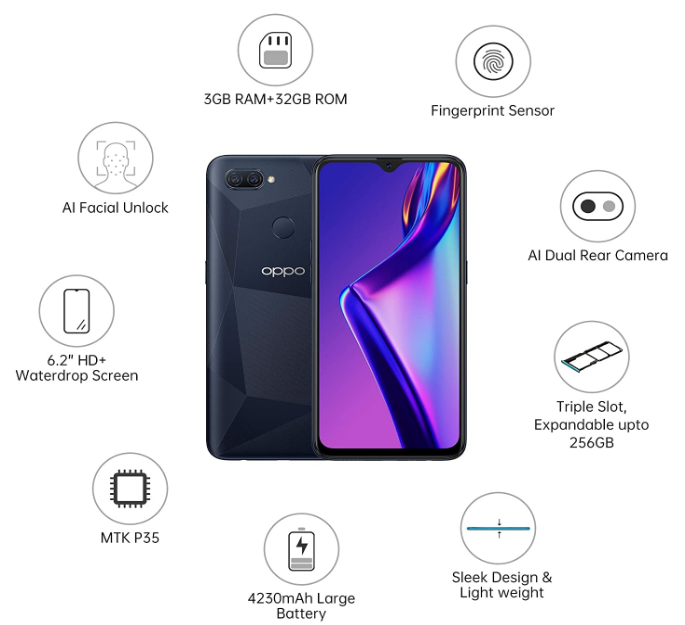 3GB RAM+32GB ROM
Fingerprint Sensor
AI Facial Unlock
AI Dual Rear Camera
oppo
6.2" HD+
Waterdrop Screen
Triple Slot,
Expandable upto
256GB
MTK P35
4230mAh Large
Battery
Sleek Design &
Light weight